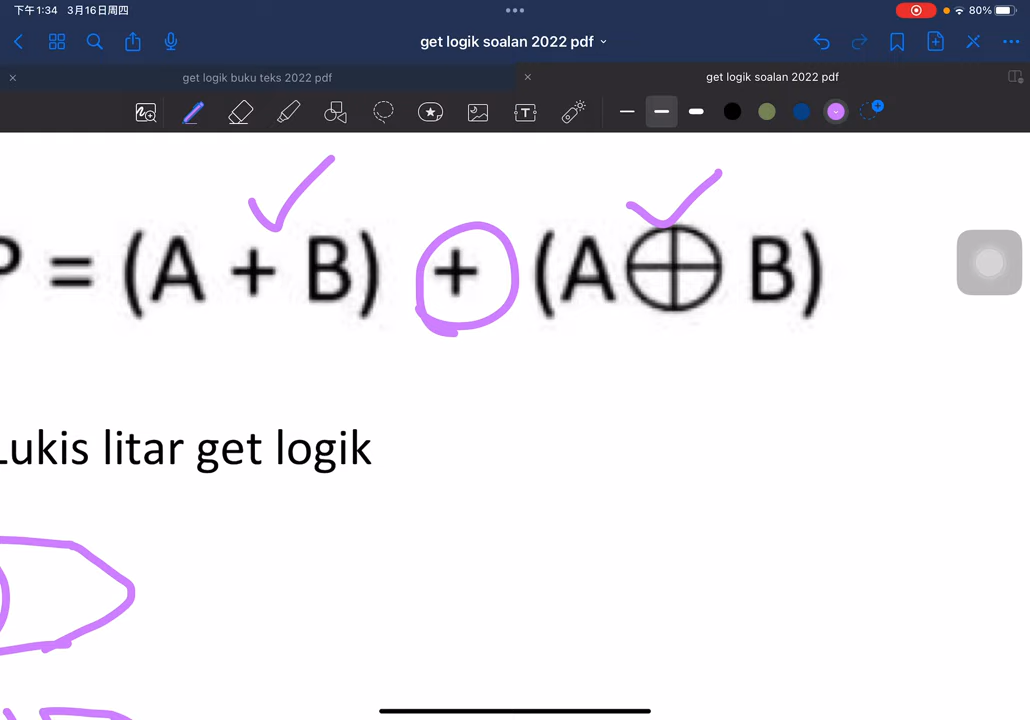 下午1:34 3月16日周四
80%
get logik soalan 2022 pdf
get logik buku teks 2022 pdf
get logik soalan 2022 pdf
P = (A + B) + (A ⊕ B)
Lukis litar get logik